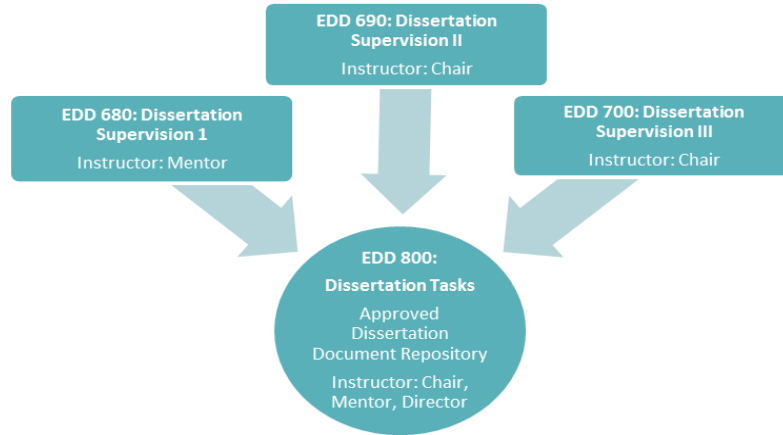 EDD 690: Dissertation
Supervision II
Instructor: Chair
EDD 680: Dissertation
Supervision 1
Instructor: Mentor
EDD 700: Dissertation
Supervision III
Instructor: Chair
EDD 800:
Dissertation Tasks
Approved
Dissertation
Document Repository
Instructor: Chair,
Mentor, Director